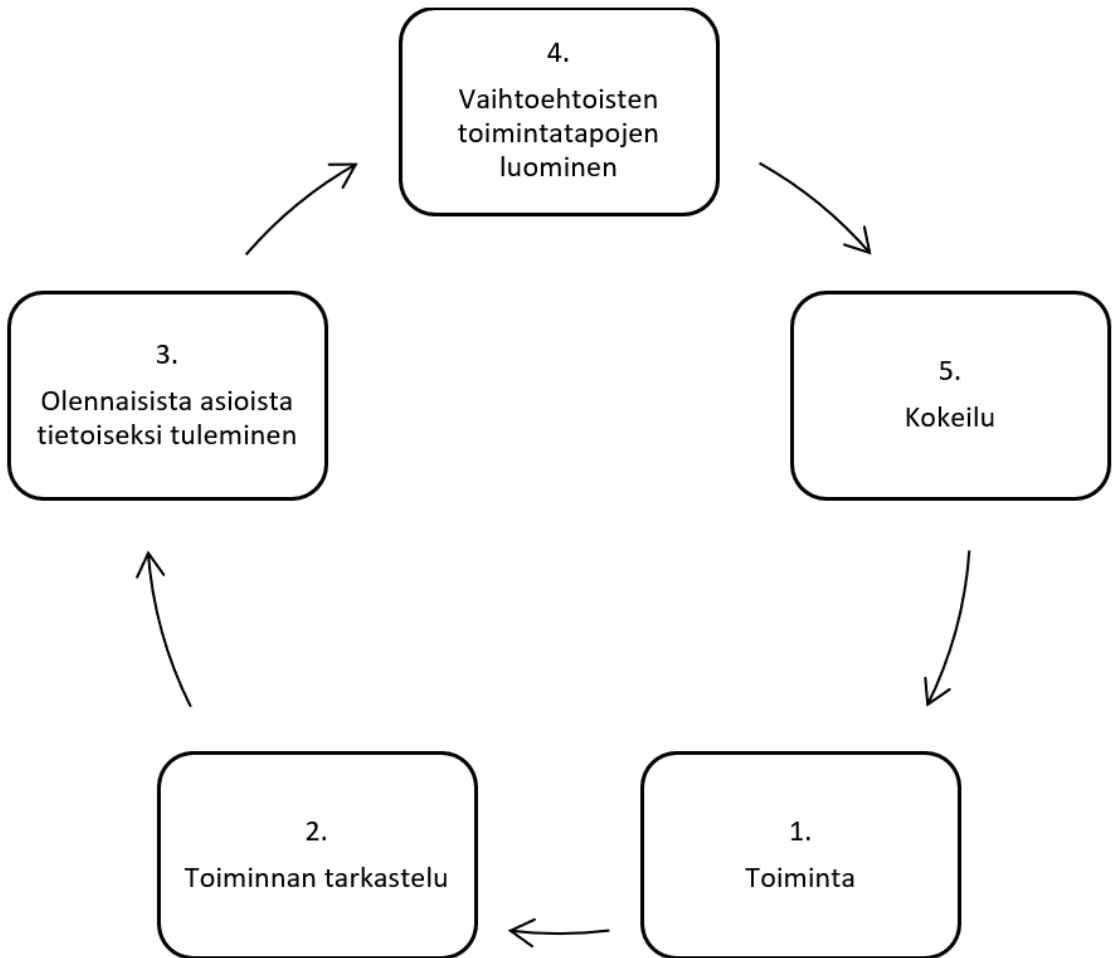 4.
Vaihtoehtoisten
toimintatapojen
luominen
3.
Olennaisista asioista
tietoiseksi tuleminen
5.
Kokeilu
2.
Toiminnan tarkastelu
1.
Toiminta